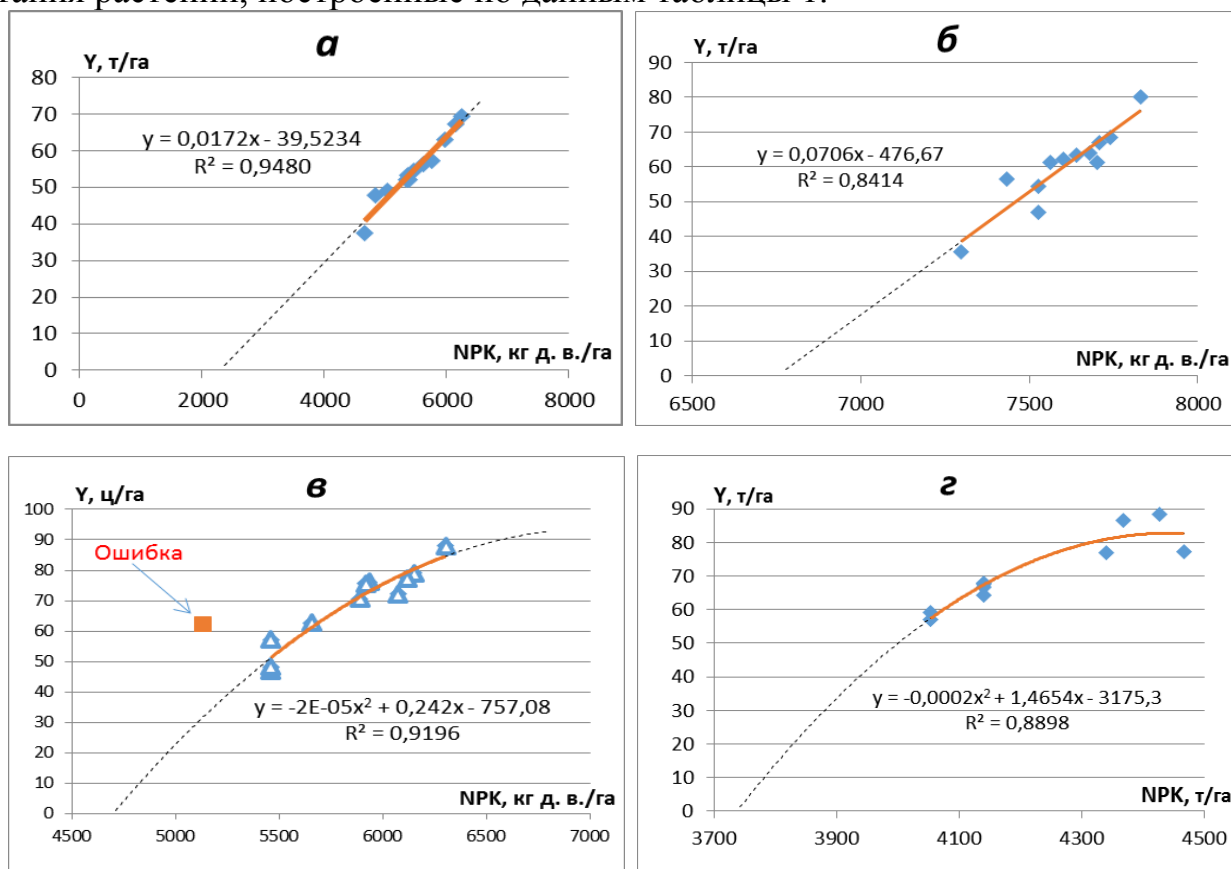 тания растений, построенные по данным таблицы 1.
а
Y, т/га
80
70
60
50
40
30
20
10
0
y = 0,0172x - 39,5234
R² = 0,9480
NPK, кг д. в./га
0 2000 4000 6000 8000
б
Y, т/га
90
80
70
60
50
40
30
20
10
0
y = 0,0706x - 476,67
R² = 0,8414
NPK, кг д. в./га
6500 7000 7500 8000
в
Y, ц/га
100
90
80
70
60
50
40
30
20
10
0
Ошибка
y = -2E-05x² + 0,242x - 757,08
R² = 0,9196
NPK, кг д. в./га
4500 5000 5500 6000 6500 7000
г
Y, т/га
90
80
70
60
50
40
30
20
10
0
y = -0,0002x² + 1,4654x - 3175,3
R² = 0,8898
NPK, т/га
3700 3900 4100 4300 4500